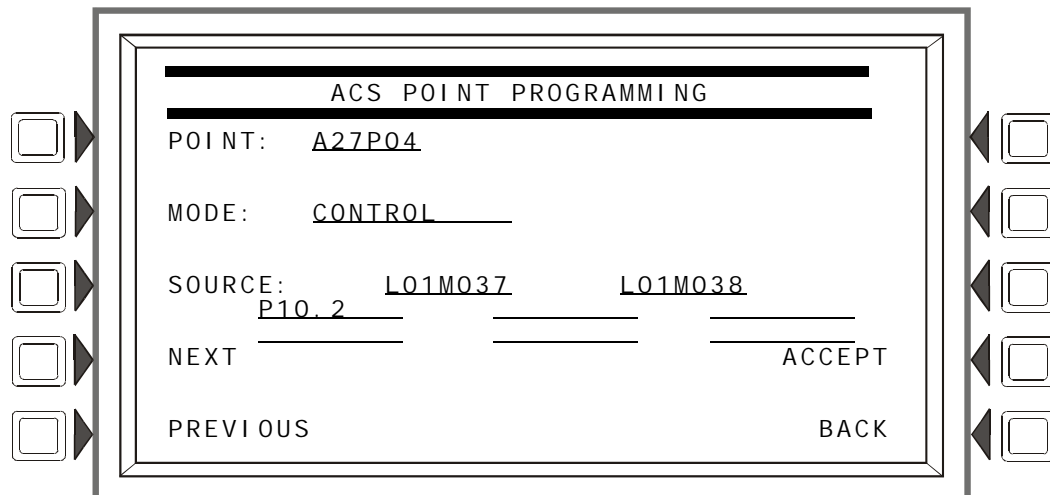 ACS POINT PROGRAMMING
POINT: A27P04
MODE: CONTROL
SOURCE: L01M037 L01M038
P10.2
NEXT ACCEPT
PREVIOUS BACK